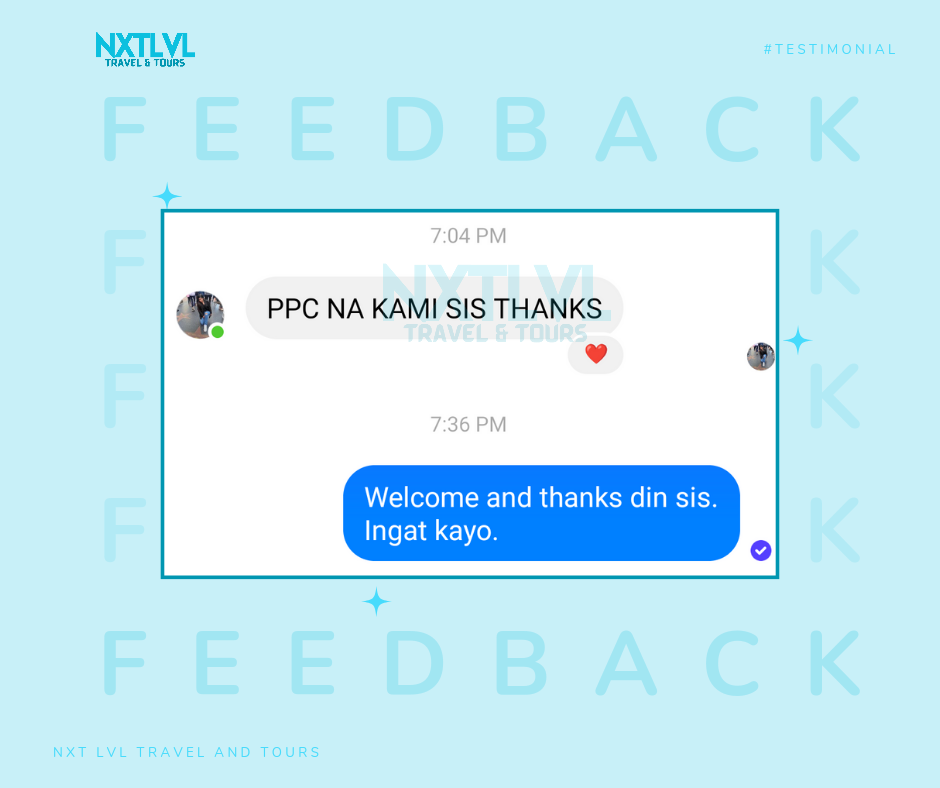 NXTLVL
TRAVEL & TOURS
#TESTIMONIAL
FEEDBACK
F K
7:04 PM
NXTLVL
PPC NA KAMI SIS THANKS
TRAVEL & TOURS
F K
7:36 PM
F K
Welcome and thanks din sis.
Ingat kayo.
FEEDBACK
NXT LVL TRAVEL AND TOURS